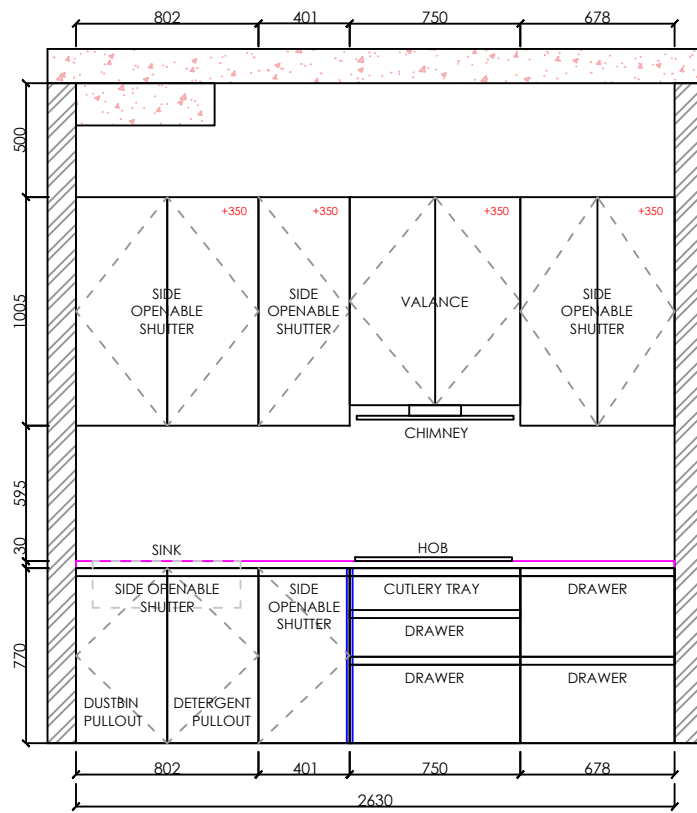 802
401
750
678
500
+350
+350
+350
+350
1005
SIDE
OPENABLE
SHUTTER
SIDE
OPENABLE
SHUTTER
VALANCE
SIDE
OPENABLE
SHUTTER
CHIMNEY
595
30
SINK
HOB
770
SIDE OPENABLE
SHUTTER
SIDE
OPENABLE
SHUTTER
CUTLERY TRAY
DRAWER
DRAWER
DUSTBIN
PULLOUT
DETERGENT
PULLOUT
DRAWER
DRAWER
802
401
750
678
2630